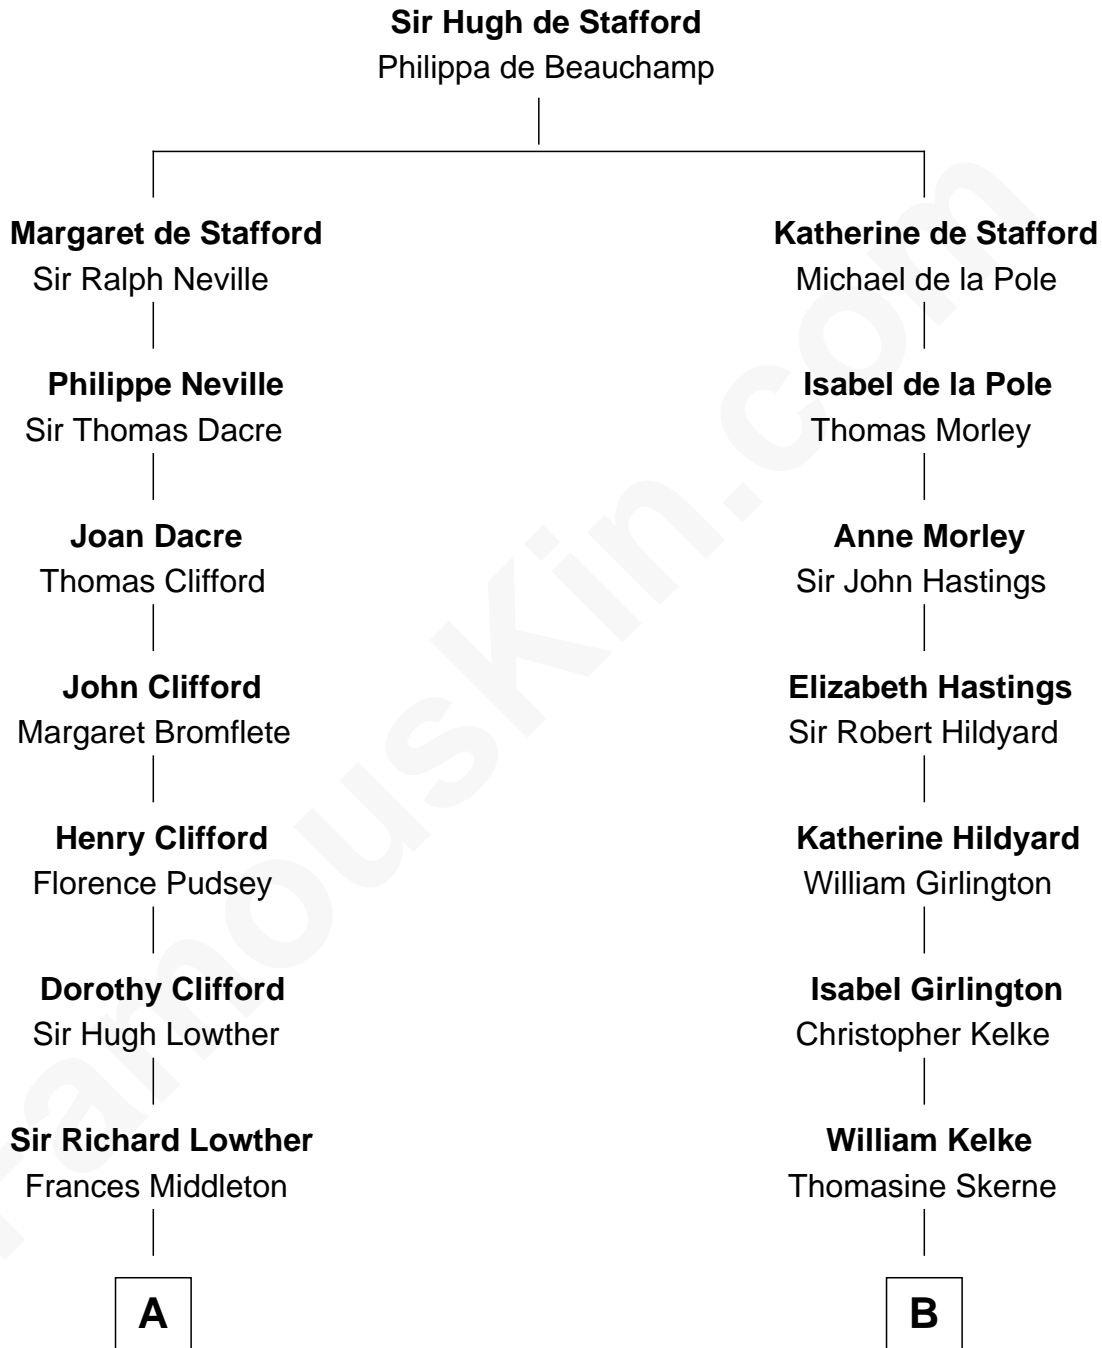 Sir Hugh de Stafford
Philippa de Beauchamp
Margaret de Stafford
Sir Ralph Neville
Katherine de Stafford
Michael de la Pole
Philippe Neville
Sir Thomas Dacre
Isabel de la Pole
Thomas Morley
Joan Dacre
Thomas Clifford
Anne Morley
Sir John Hastings
John Clifford
Margaret Bromflete
Elizabeth Hastings
Sir Robert Hildyard
Henry Clifford
Florence Pudsey
Katherine Hildyard
William Girlington
Dorothy Clifford
Sir Hugh Lowther
Isabel Girlington
Christopher Kelke
Sir Richard Lowther
Frances Middleton
William Kelke
Thomasine Skerne
A
B
FamousKin.com